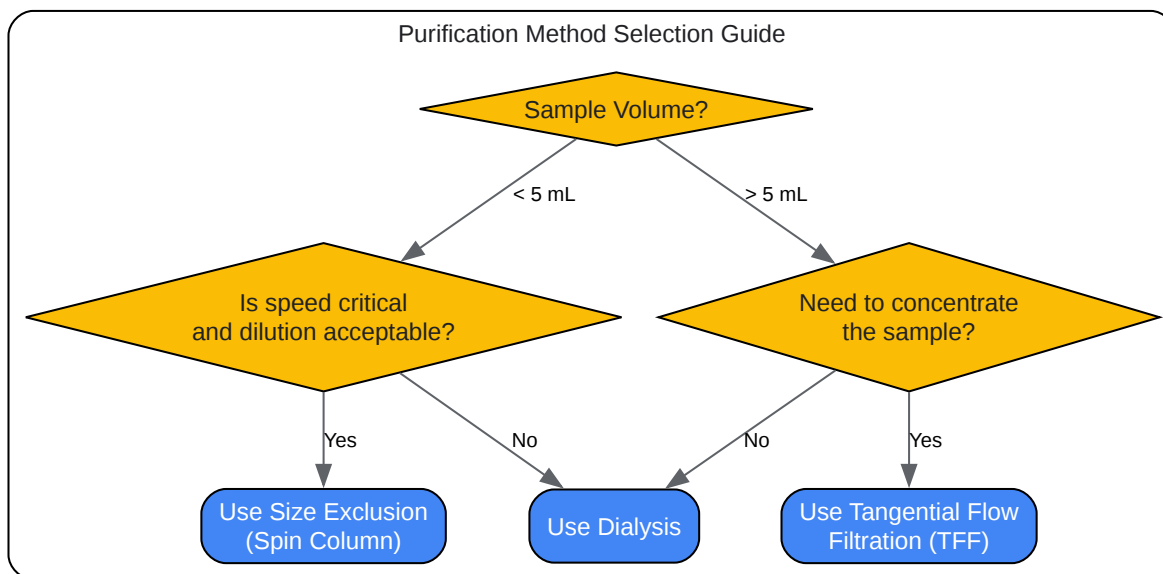 Purification Method Selection Guide
Sample Volume?
< 5 mL
> 5 mL
Is speed critical
and dilution acceptable?
Need to concentrate
the sample?
Yes
No
No
Yes
Use Size Exclusion
(Spin Column)
Use Dialysis
Use Tangential Flow
Filtration (TFF)